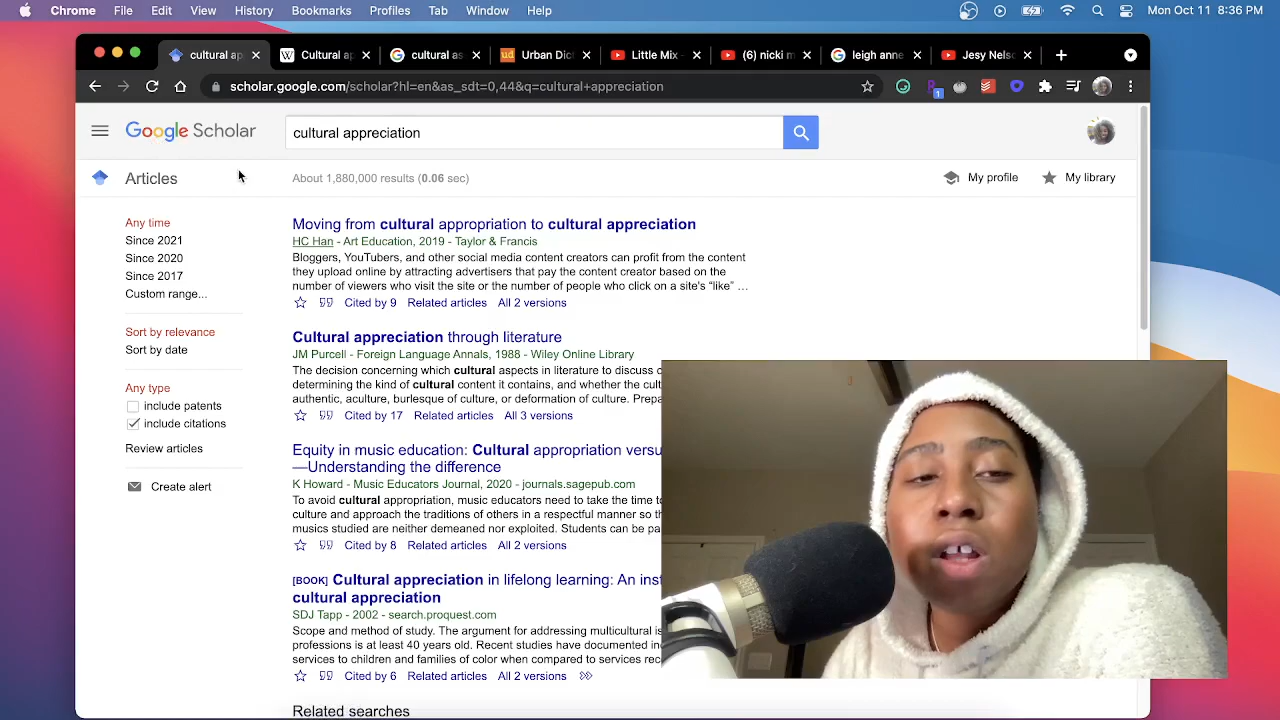 Chrome File Edit View History Bookmarks Profiles Tab Window Help Mon Oct 11 8:36 PM
cultural ap Cultural ap cultural as Urban Dic Little Mix - (6) nicki m leigh anne Jesy Nels
scholar.google.com/scholar?hl=en&as_sdt=0,44&q=cultural+appreciation
1
Google Scholar
cultural appreciation
Articles
About 1,880,000 results (0.06 sec)
My profile
My library
Any time
Since 2021
Since 2020
Since 2017
Custom range...
Sort by relevance
Sort by date
Any type
include patents
include citations
Review articles
Create alert
Moving from cultural appropriation to cultural appreciation
HC Han - Art Education, 2019 - Taylor & Francis
Bloggers, YouTubers, and other social media content creators can profit from the content
they upload online by attracting advertisers that pay the content creator based on the
number of viewers who visit the site or the number of people who click on a site's "like" …
Cited by 9 Related articles All 2 versions
Cultural appreciation through literature
JM Purcell - Foreign Language Annals, 1988 - Wiley Online Library
The decision concerning which cultural aspects in literature to discuss
determining the kind of cultural content it contains, and whether the cult
authentic, aculture, burlesque of culture, or deformation of culture. Prepa
Cited by 17 Related articles All 3 versions
Equity in music education: Cultural appropriation versu
—Understanding the difference
K Howard - Music Educators Journal, 2020 - journals.sagepub.com
To avoid cultural appropriation, music educators need to take the time to
culture and approach the traditions of others in a respectful manner so th
musics studied are neither demeaned nor exploited. Students can be pa
Cited by 8 Related articles All 2 versions
[BOOK] Cultural appreciation in lifelong learning: An inst
cultural appreciation
SDJ Tapp - 2002 - search.proquest.com
Scope and method of study. The argument for addressing multicultural is
professions is at least 40 years old. Recent studies have documented in
services to children and families of color when compared to services rec
Cited by 6 Related articles All 2 versions
Related searches